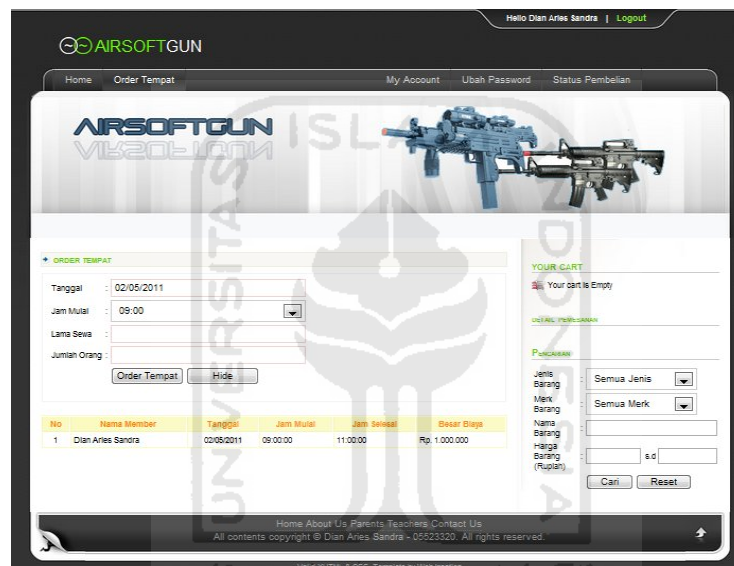 Hello Dian Aries Sandra | Logout
AIRSOFTGUN
Home Order Tempat My Account Ubah Password Status Pembelian
AIRSOFTGUN
ORDER TEMPAT
Tanggal : 02/05/2011
Jam Mulai : 09:00
Lama Sewa :
Jumlah Orang :
Order Tempat Hide
No Nama Member Tanggal Jam Mulai Jam Selesai Besar Biaya
1 Dian Aries Sandra 02/05/2011 09:00:00 11:00:00 Rp. 1.000.000
YOUR CART
Your cart is Empty
DETAIL PEMESANAN
PENCARIAN
Jenis Barang : Semua Jenis
Merk Barang : Semua Merk
Nama Barang :
Harga Barang (Rupiah) : s.d
Cari Reset
Home About Us Parents Teachers Contact Us
All contents copyright © Dian Aries Sandra - 05523320. All rights reserved.
UNIVERSITAS ISLAM INDONESIA